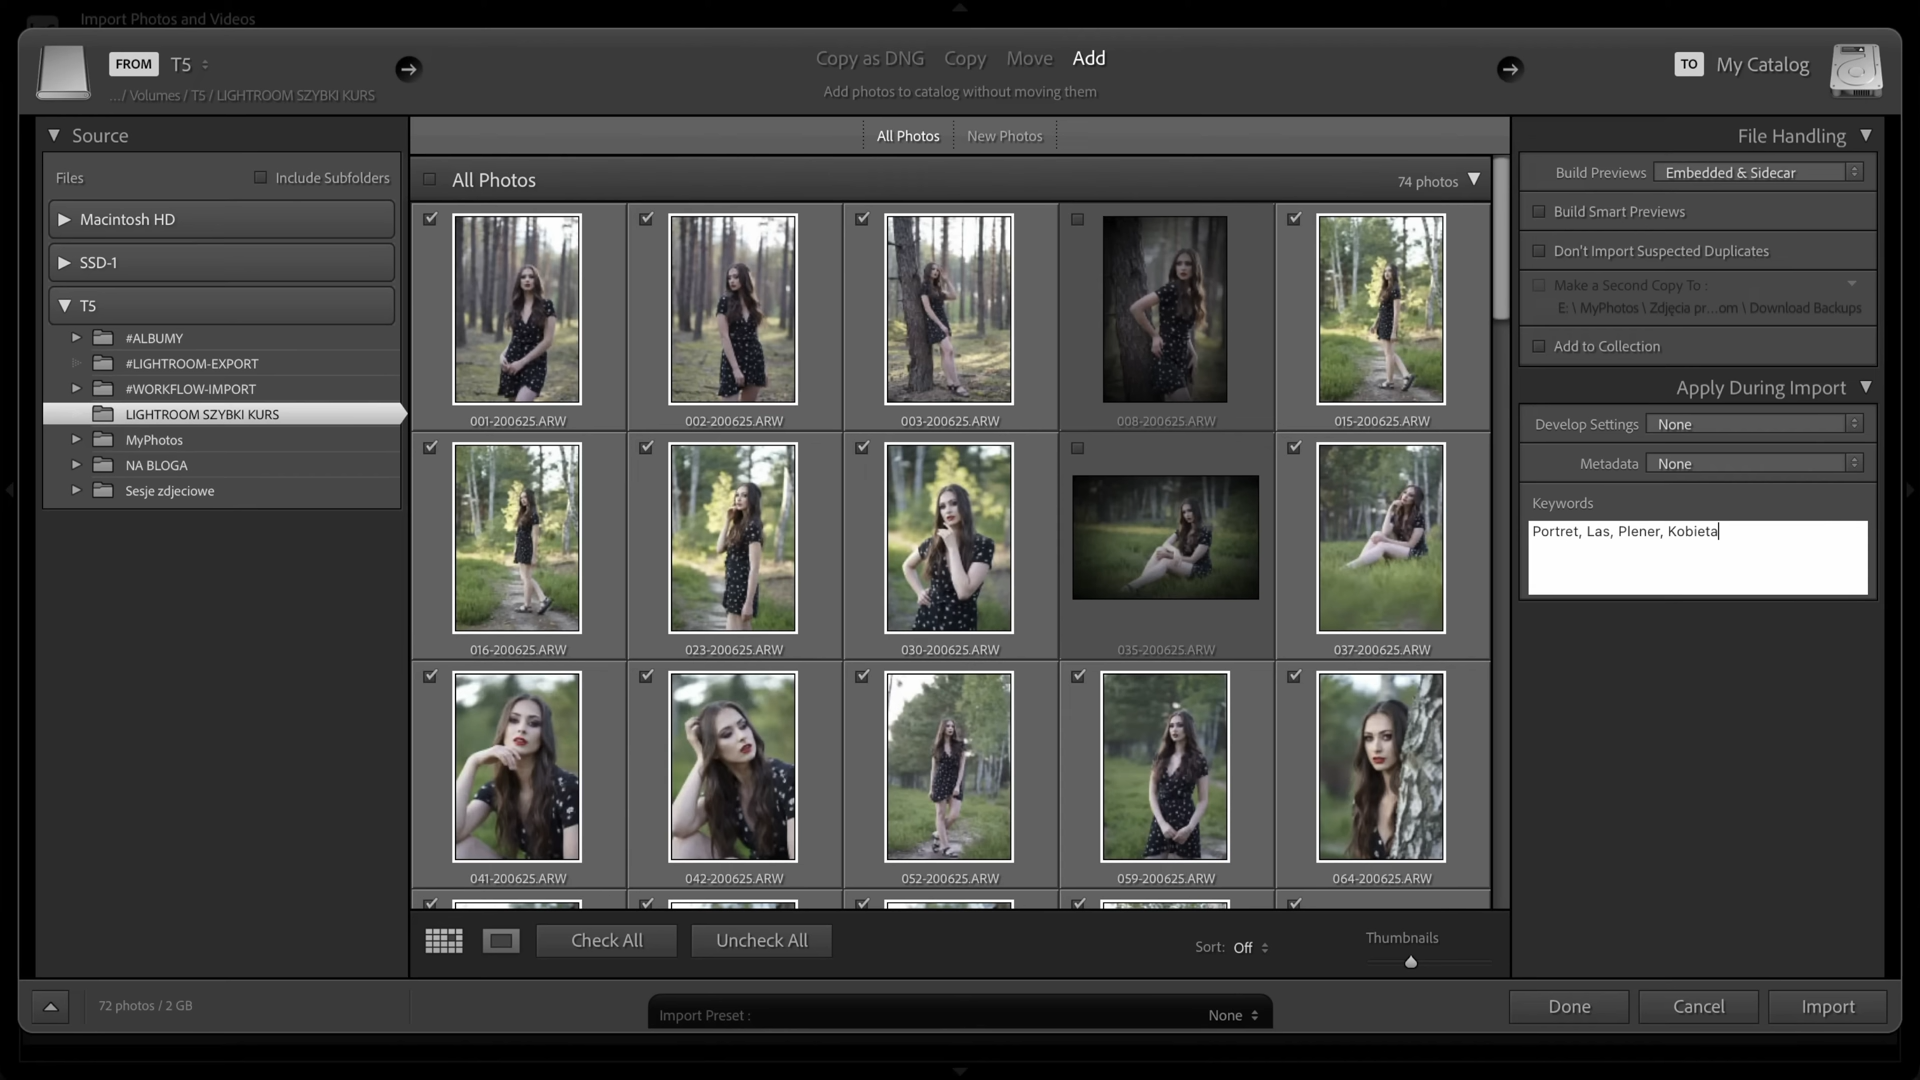 Import Photos and Videos
FROM T5
.../ Volumes / T5 / LIGHTROOM SZYBKI KURS
Copy as DNG Copy Move Add
Add photos to catalog without moving them
TO My Catalog
Source
Files Include Subfolders
Macintosh HD
SSD-1
T5
#ALBUMY
#LIGHTROOM-EXPORT
#WORKFLOW-IMPORT
LIGHTROOM SZYBKI KURS
MyPhotos
NA BLOGA
Sesje zdjeciowe
All Photos New Photos
All Photos 74 photos
001-200625.ARW 002-200625.ARW 003-200625.ARW 008-200625.ARW 015-200625.ARW
016-200625.ARW 023-200625.ARW 030-200625.ARW 035-200625.ARW 037-200625.ARW
041-200625.ARW 042-200625.ARW 052-200625.ARW 059-200625.ARW 064-200625.ARW
Check All Uncheck All Sort: Off Thumbnails
File Handling
Build Previews Embedded & Sidecar
Build Smart Previews
Don't Import Suspected Duplicates
Make a Second Copy To :
E: \ MyPhotos \ Zdjęcia pr...om \ Download Backups
Add to Collection
Apply During Import
Develop Settings None
Metadata None
Keywords
Portret, Las, Plener, Kobieta
72 photos / 2 GB
Import Preset : None
Done Cancel Import